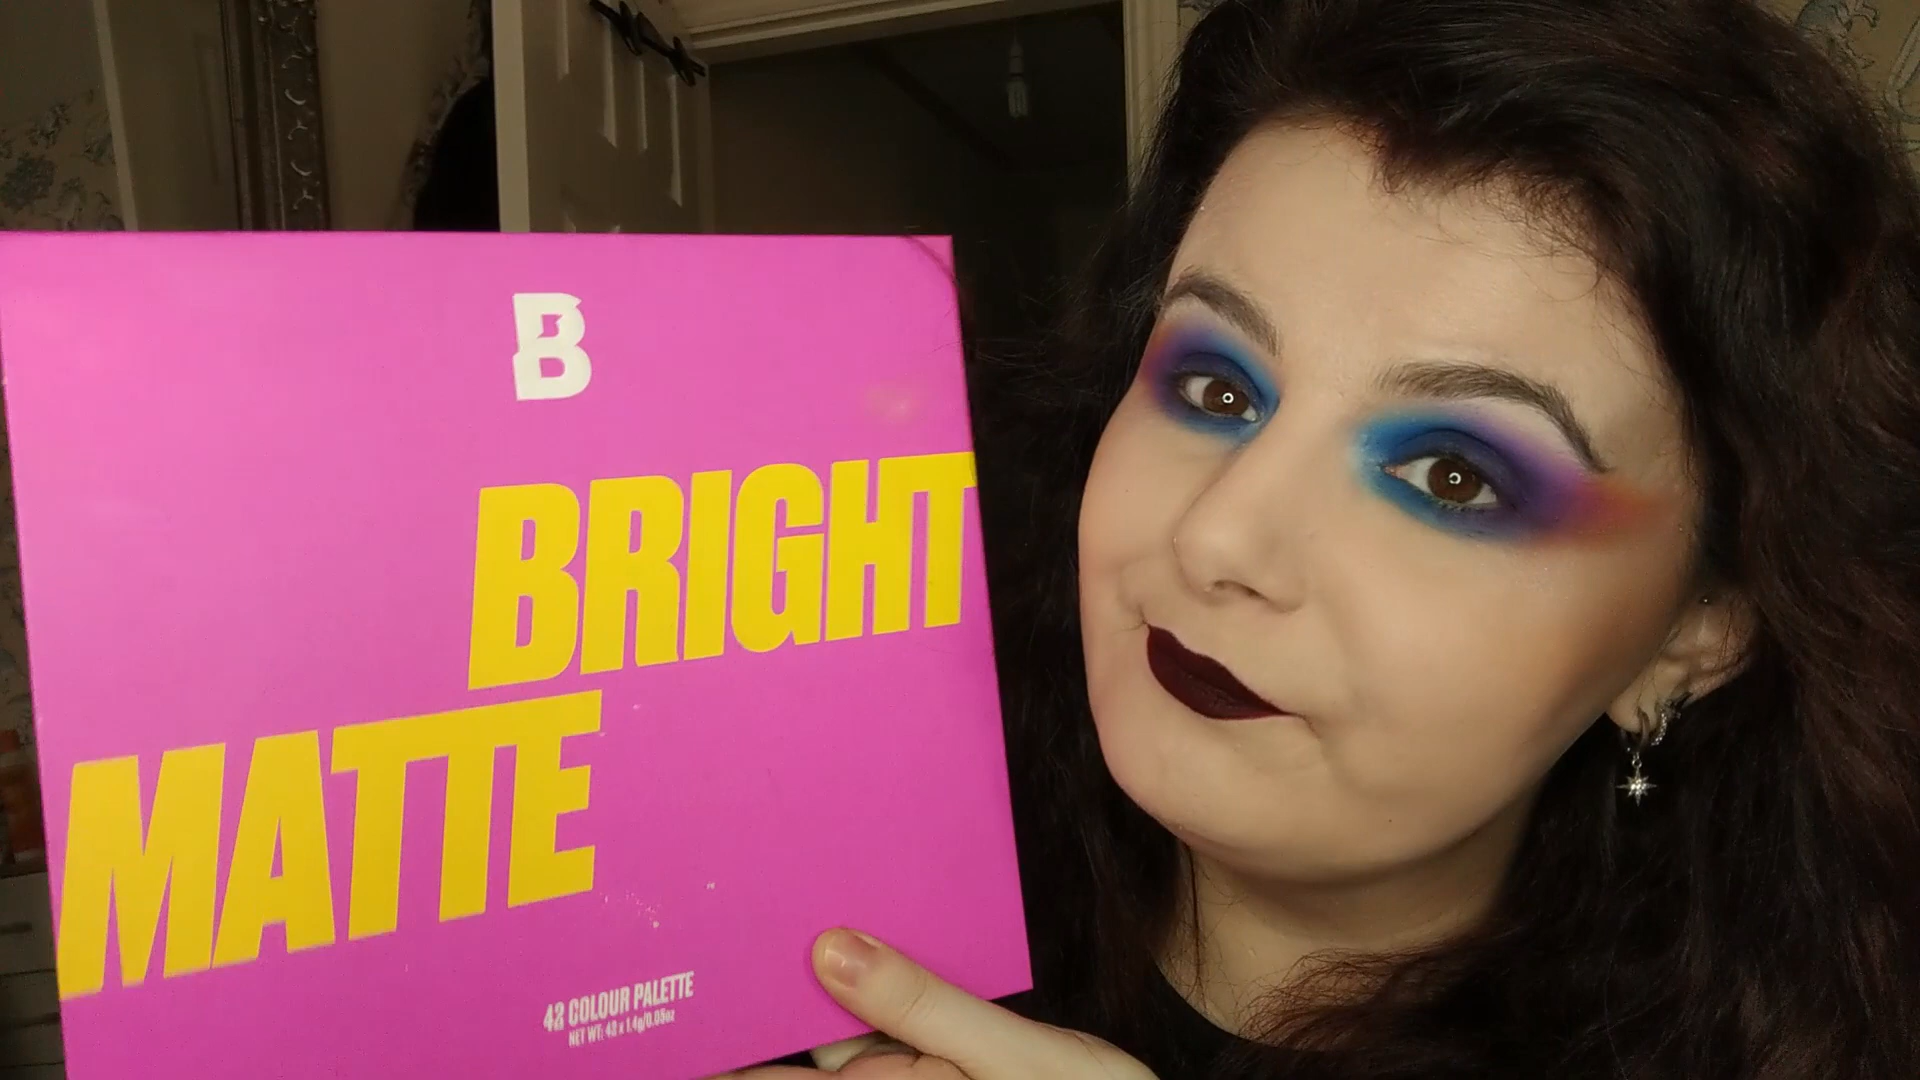 B
BRIGHT
MATTE
42 COLOUR PALETTE
NET WT: 42 x 1.4g/0.05oz